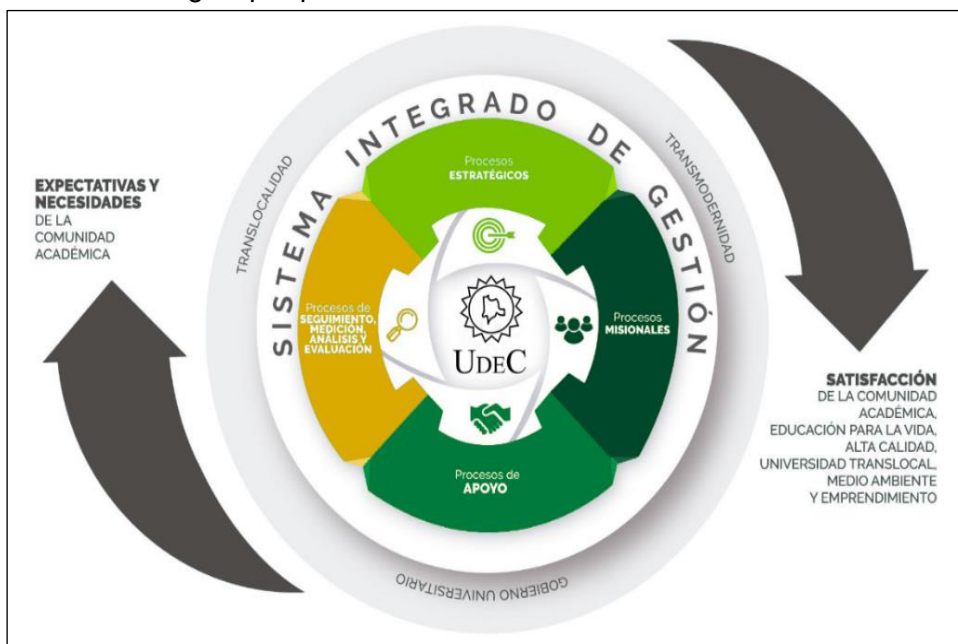 SISTEMA INTEGRADO DE GESTIÓN
TRANSLOCALIDAD
TRANSMODERNIDAD
GOBIERNO UNIVERSITARIO
EXPECTATIVAS Y
NECESIDADES
DE LA
COMUNIDAD
ACADÉMICA
Procesos
ESTRATÉGICOS
Procesos de
SEGUIMIENTO,
MEDICIÓN,
ANÁLISIS Y
EVALUACIÓN
UDEC
Procesos
MISIONALES
Procesos de
APOYO
SATISFACCIÓN
DE LA COMUNIDAD
ACADÉMICA,
EDUCACIÓN PARA LA VIDA,
ALTA CALIDAD,
UNIVERSIDAD TRANSLOCAL,
MEDIO AMBIENTE
Y EMPRENDIMIENTO